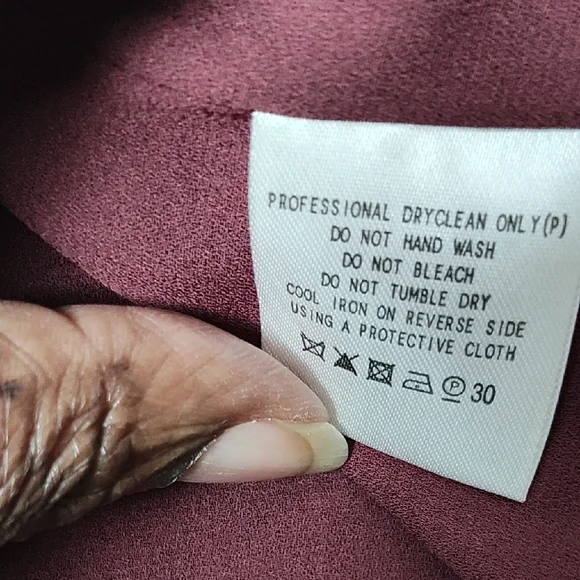 PROFESSIONAL DRYCLEAN ONLY(P)
DO NOT HAND WASH
DO NOT BLEACH
DO NOT TUMBLE DRY
COOL IRON ON REVERSE SIDE
USING A PROTECTIVE CLOTH
P 30